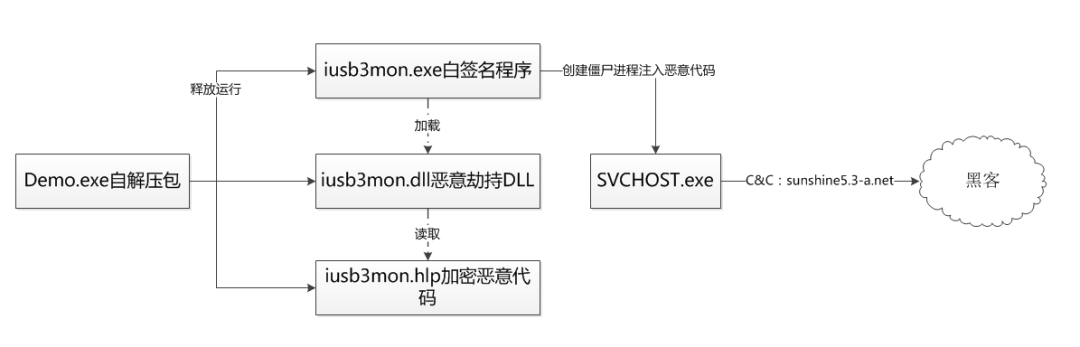 iusb3mon.exe白签名程序
创建僵尸进程注入恶意代码
释放运行
加载
Demo.exe自解压包
iusb3mon.dll恶意劫持DLL
SVCHOST.exe
C&C：sunshine5.3-a.net
黑客
读取
iusb3mon.hlp加密恶意代
码